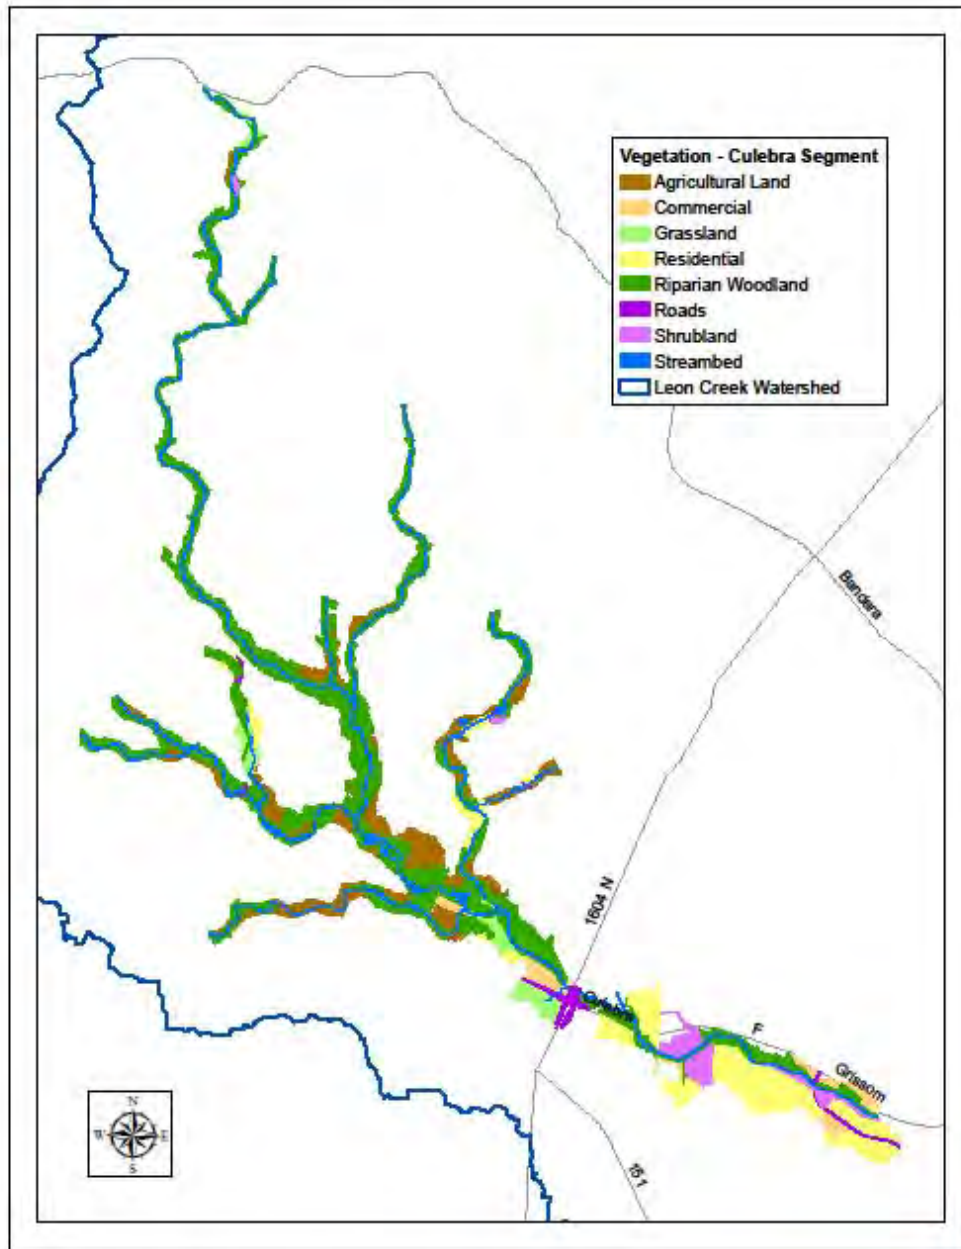 Vegetation - Culebra Segment
Agricultural Land
Commercial
Grassland
Residential
Riparian Woodland
Roads
Shrubland
Streambed
Leon Creek Watershed
Bandera
1604 N
Culebra
F
Grissom
151
N
W E
S